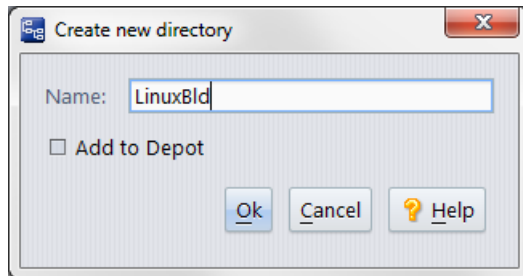 Create new directory
Name: LinuxBld
Add to Depot
Ok Cancel Help